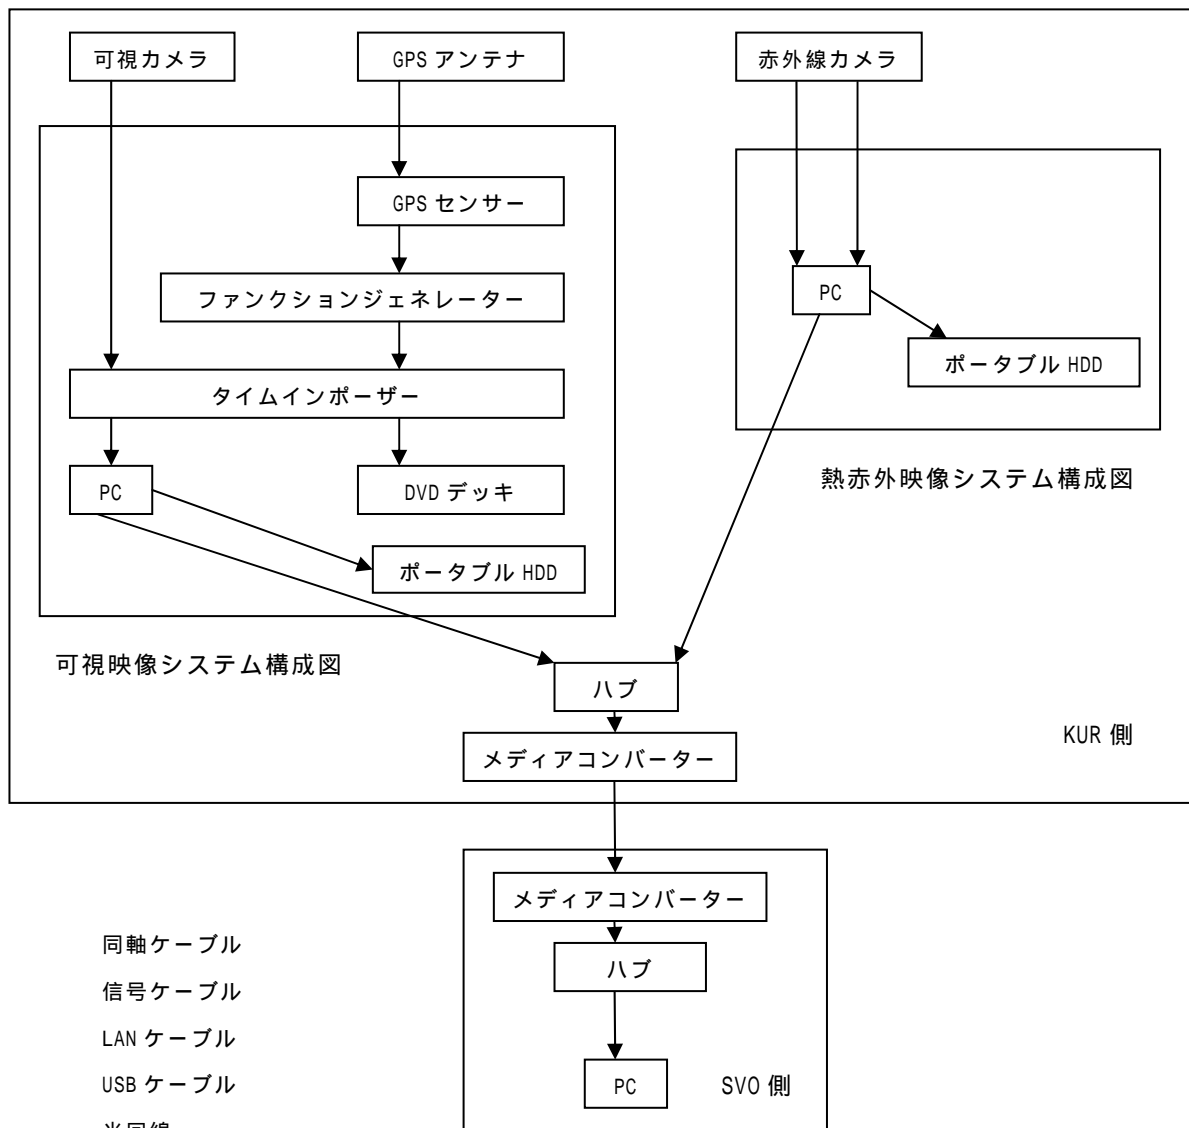 可視カメラ
GPS アンテナ
赤外線カメラ
GPS センサー
ファンクションジェネレーター
PC
ポータブル HDD
タイムインポーザー
PC
DVD デッキ
熱赤外映像システム構成図
ポータブル HDD
可視映像システム構成図
ハブ
KUR 側
メディアコンバーター
メディアコンバーター
同軸ケーブル
ハブ
信号ケーブル
LAN ケーブル
USB ケーブル
PC
SVO 側